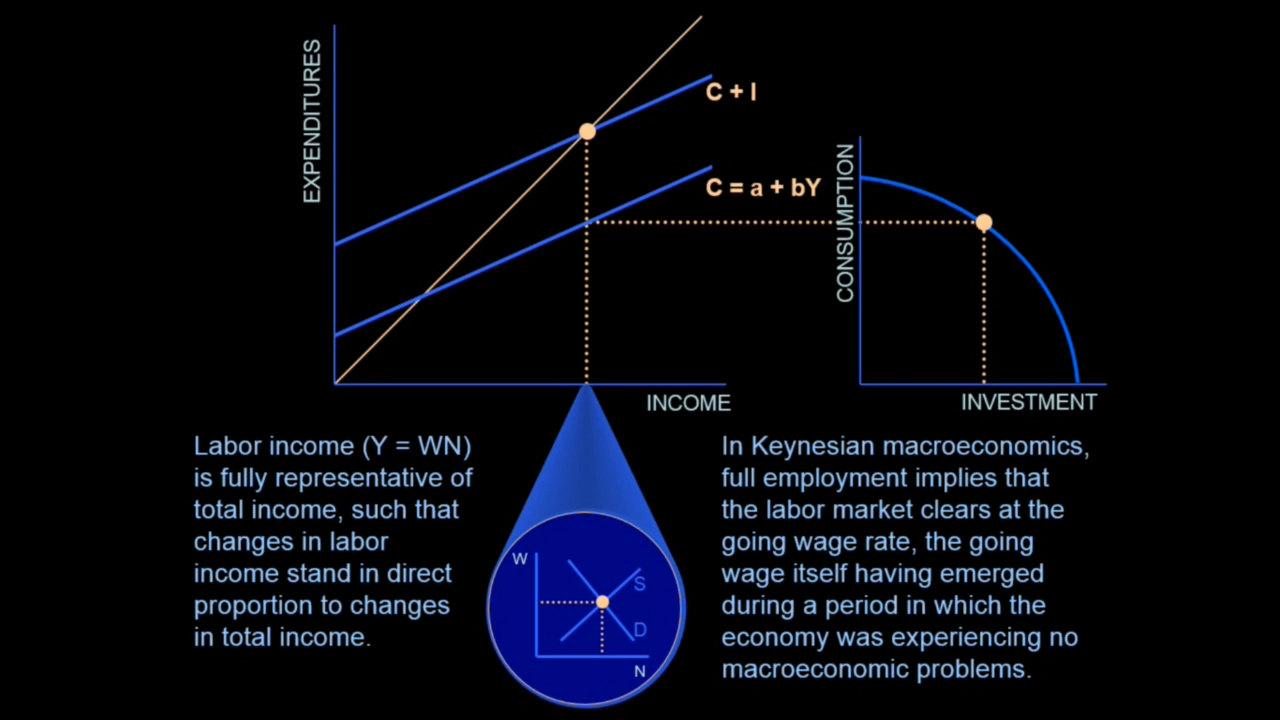 EXPENDITURES
C + I
C = a + bY
CONSUMPTION
INCOME
INVESTMENT
Labor income (Y = WN)
is fully representative of
total income, such that
changes in labor
income stand in direct
proportion to changes
in total income.
W
S
D
N
In Keynesian macroeconomics,
full employment implies that
the labor market clears at the
going wage rate, the going
wage itself having emerged
during a period in which the
economy was experiencing no
macroeconomic problems.